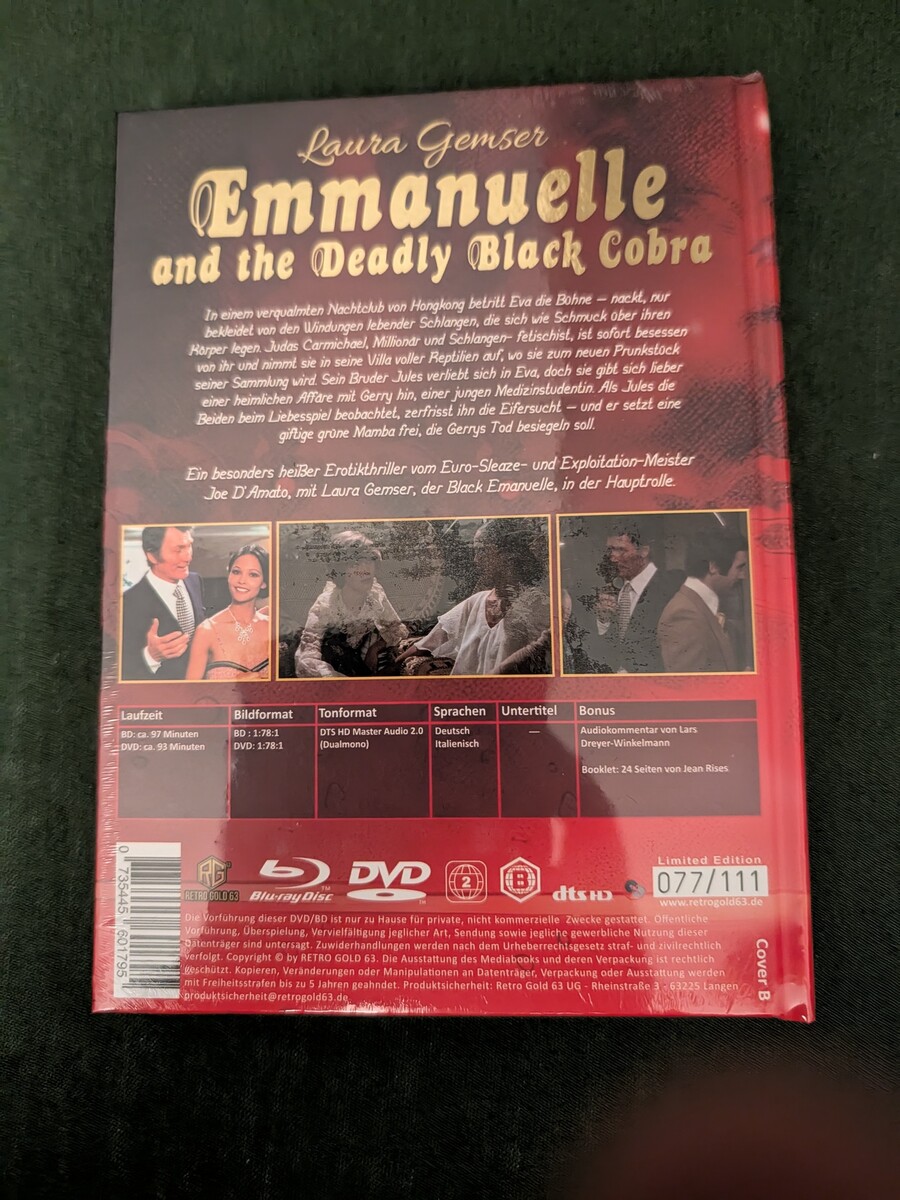 Laura Gemser
Emmanuelle
and the Deadly Black Cobra
In einem verqualmten Nachtclub von Hongkong betritt Eva die Bühne – nackt, nur
bekleidet von den Windungen lebender Schlangen, die sich wie Schmuck über ihren
Körper legen. Judas Carmichael, Millionär und Schlangen- fetischist, ist sofort besessen
von ihr und nimmt sie in seine Villa voller Reptilien auf, wo sie zum neuen Prunkstück
seiner Sammlung wird. Sein Bruder Jules verliebt sich in Eva, doch sie gibt sich lieber
einer heimlichen Affäre mit Gerry hin, einer jungen Medizinstudentin. Als Jules die
Beiden beim Liebesspiel beobachtet, zerfrisst ihn die Eifersucht – und er setzt eine
giftige grüne Mamba frei, die Gerrys Tod besiegeln soll.
Ein besonders heißer Erotikthriller vom Euro-Sleaze- und Exploitation-Meister
Joe D'Amato, mit Laura Gemser, der Black Emanuelle, in der Hauptrolle.
Laufzeit Bildformat Tonformat Sprachen Untertitel Bonus
BD: ca. 97 Minuten BD : 1:78:1 DTS HD Master Audio 2.0 Deutsch — Audiokommentar von Lars
DVD: ca. 93 Minuten DVD: 1:78:1 (Dualmono) Italienisch Dreyer-Winkelmann
Booklet: 24 Seiten von Jean Rises
RG
RETRO GOLD 63
Blu-ray Disc™
DVD™
2
B
dts HD
Limited Edition
077/111
www.retrogold63.de
0 735445 601795
Die Vorführung dieser DVD/BD ist nur zu Hause für private, nicht kommerzielle Zwecke gestattet. Öffentliche
Vorführung, Überspielung, Vervielfältigung jeglicher Art, Sendung sowie jeglich gewerbliche Nutzung dieser
Datenträger sind untersagt. Zuwiderhandlungen werden nach dem Urheberrechtsgesetz straf- und zivilrechtlich
verfolgt. Copyright © by RETRO GOLD 63. Die Ausstattung des Mediabooks und deren Verpackung ist rechtlich
geschützt. Kopieren, Veränderungen oder Manipulationen an Datenträger, Verpackung oder Ausstattung werden
mit Freiheitsstrafen bis zu 5 Jahren geahndet. Produktsicherheit: Retro Gold 63 UG - Rheinstraße 3 - 63225 Langen
produktsicherheit@retrogold63.de
Cover B